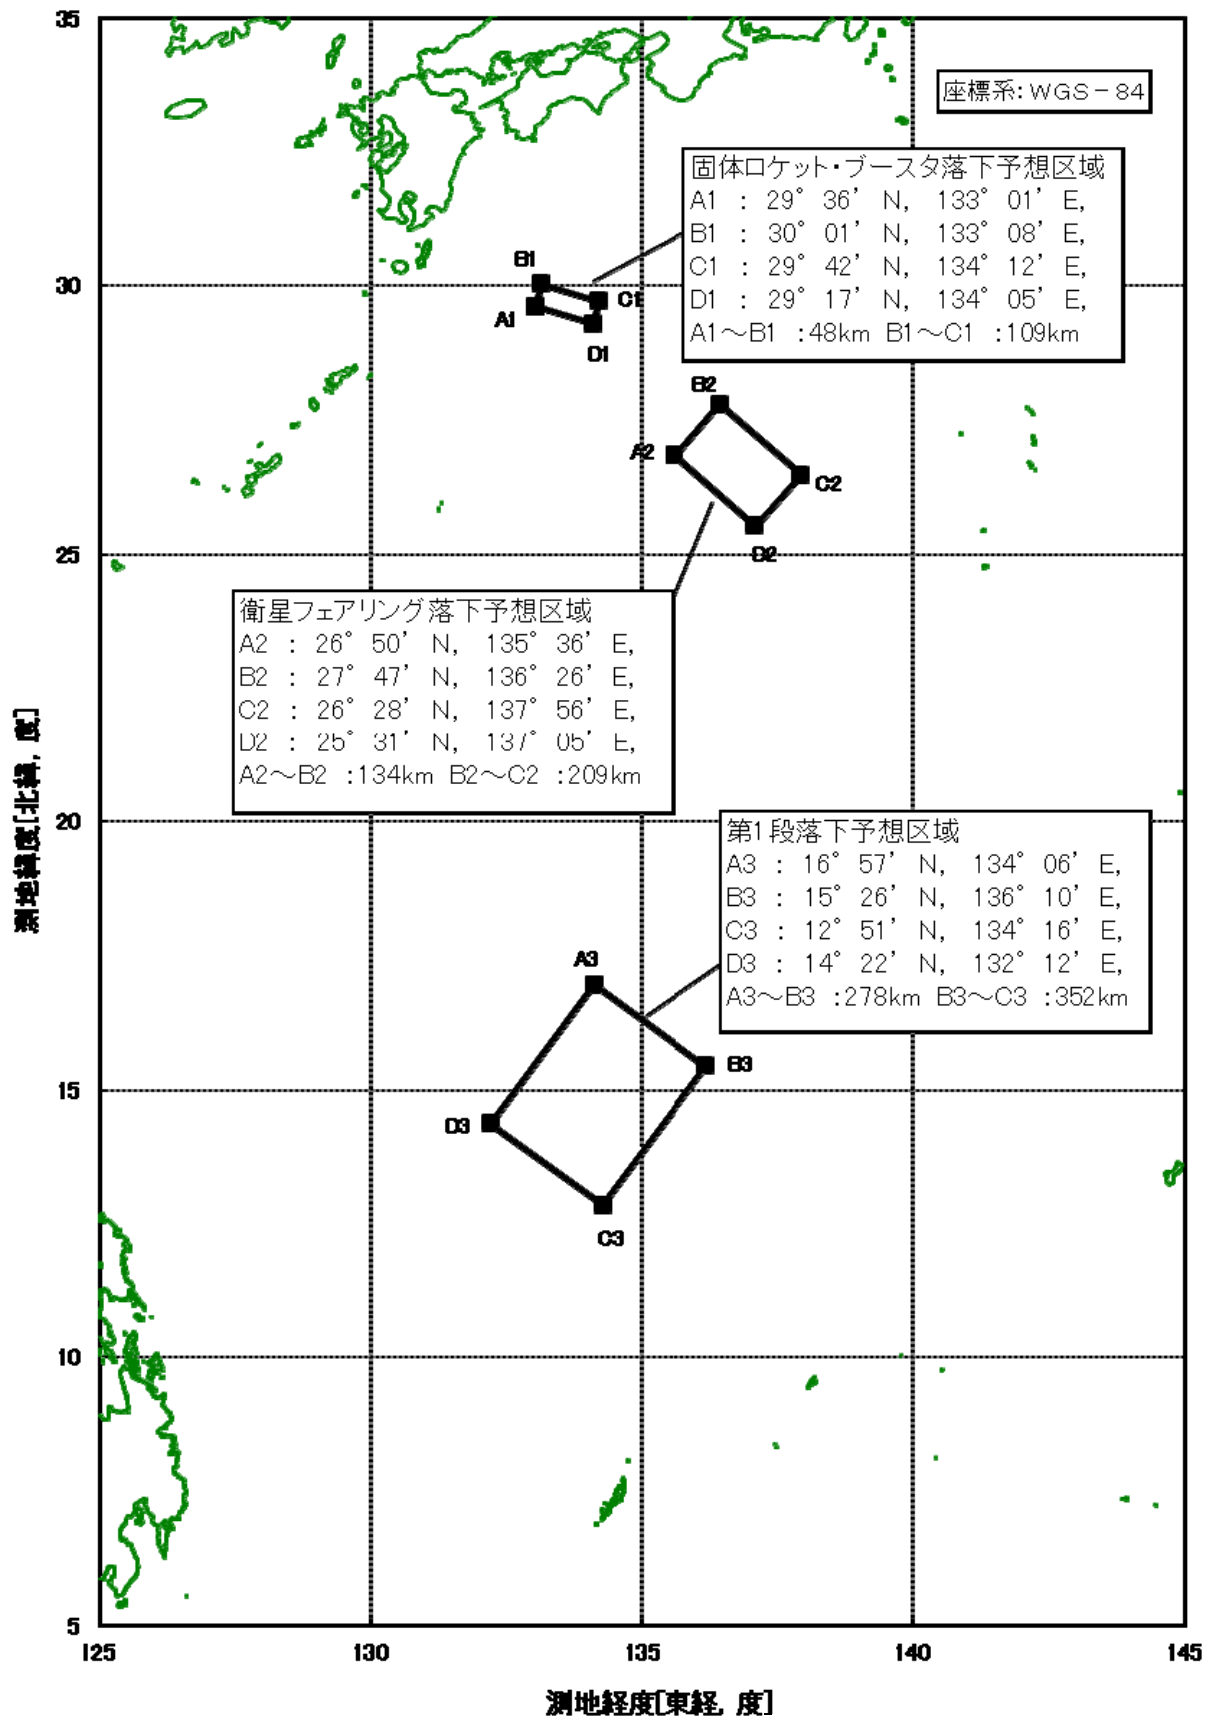 35
座標系: WGS-84
固体ロケット・ブースタ落下予想区域
A1 : 29° 36' N, 133° 01' E,
B1 : 30° 01' N, 133° 08' E,
C1 : 29° 42' N, 134° 12' E,
D1 : 29° 17' N, 134° 05' E,
A1～B1 :48km B1～C1 :109km
B1
30
C1
A1
D1
B2
A2
C2
D2
25
衛星フェアリング落下予想区域
A2 : 26° 50' N, 135° 36' E,
B2 : 27° 47' N, 136° 26' E,
C2 : 26° 28' N, 137° 56' E,
D2 : 25° 31' N, 137° 05' E,
A2～B2 :134km B2～C2 :209km
測地緯度[北緯, 度]
20
第1段落下予想区域
A3 : 16° 57' N, 134° 06' E,
B3 : 15° 26' N, 136° 10' E,
C3 : 12° 51' N, 134° 16' E,
D3 : 14° 22' N, 132° 12' E,
A3～B3 :278km B3～C3 :352km
A3
B3
15
D3
C3
10
5
125 130 135 140 145
測地経度[東経, 度]